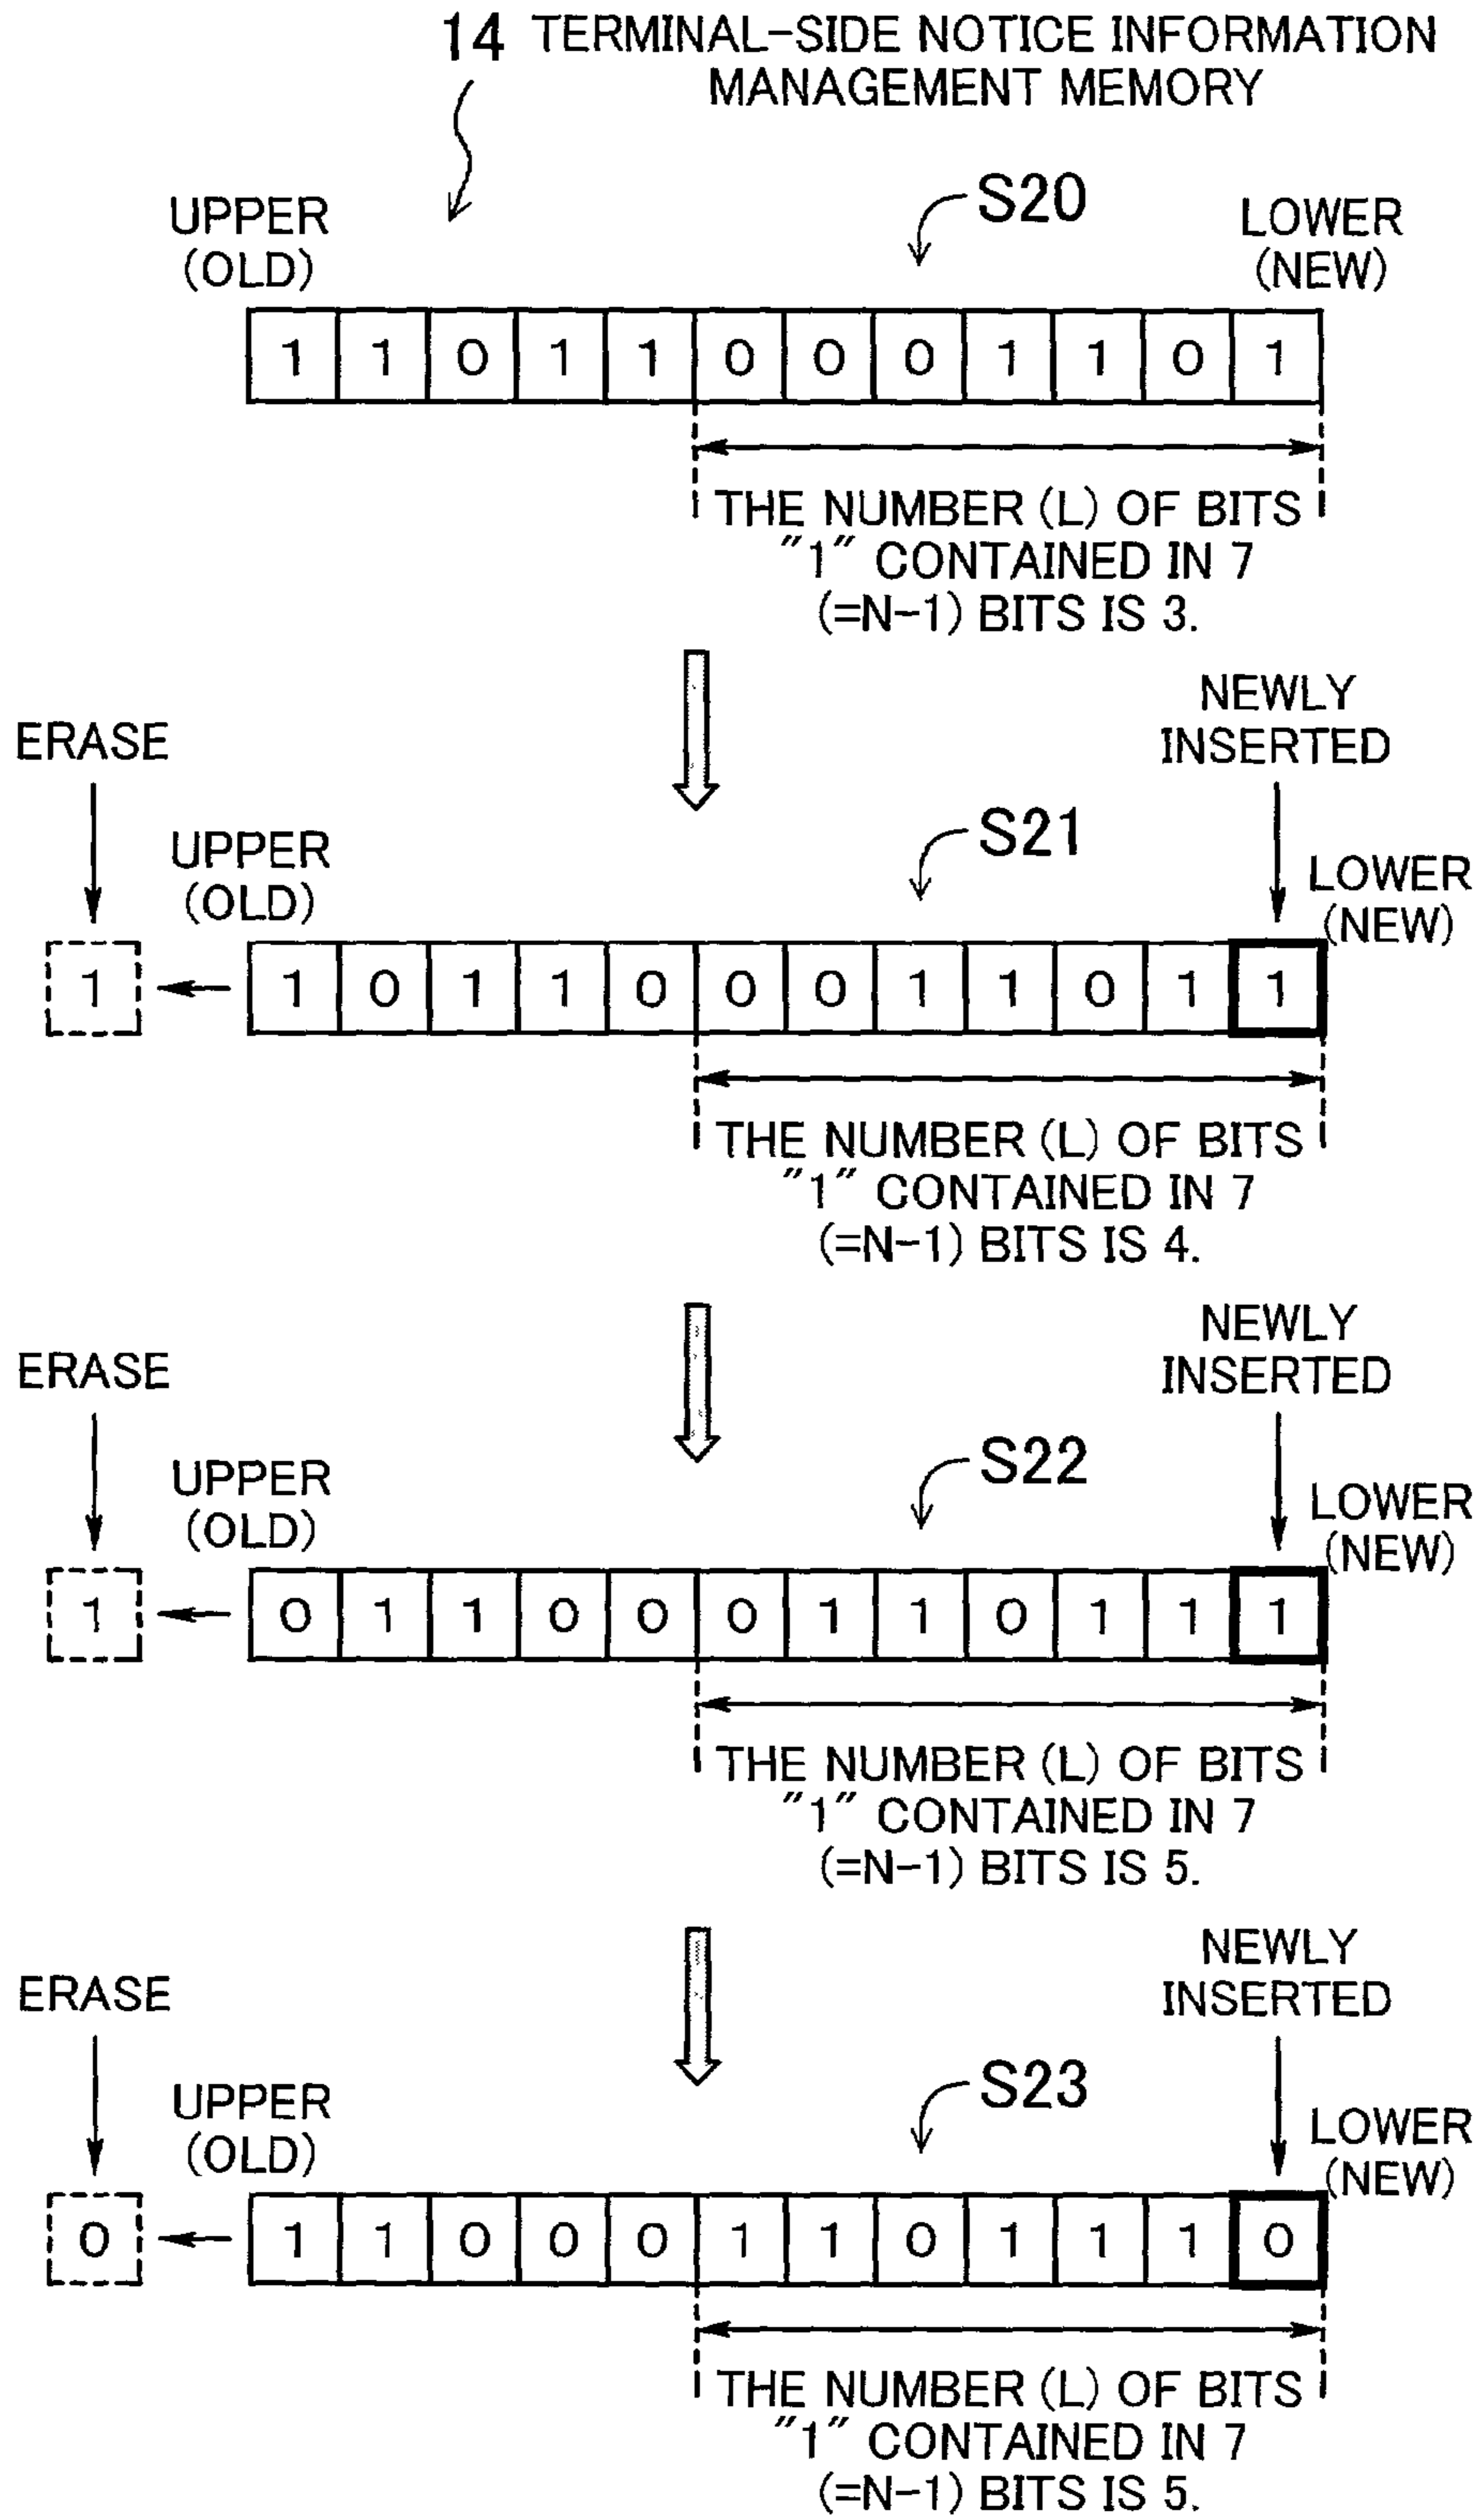 14 TERMINAL-SIDE NOTICE INFORMATION
MANAGEMENT MEMORY
S20
UPPER
(OLD)
LOWER
(NEW)
1 1 0 1 1 0 0 0 1 1 0 1
THE NUMBER (L) OF BITS
"1" CONTAINED IN 7
(=N-1) BITS IS 3.
ERASE
NEWLY
INSERTED
S21
UPPER
(OLD)
LOWER
(NEW)
1 1 0 1 1 0 0 0 1 1 0 1 1
THE NUMBER (L) OF BITS
"1" CONTAINED IN 7
(=N-1) BITS IS 4.
ERASE
NEWLY
INSERTED
S22
UPPER
(OLD)
LOWER
(NEW)
1 0 1 1 0 0 0 1 1 0 1 1 1
THE NUMBER (L) OF BITS
"1" CONTAINED IN 7
(=N-1) BITS IS 5.
ERASE
NEWLY
INSERTED
S23
UPPER
(OLD)
LOWER
(NEW)
0 1 1 0 0 0 1 1 0 1 1 1 0
THE NUMBER (L) OF BITS
"1" CONTAINED IN 7
(=N-1) BITS IS 5.